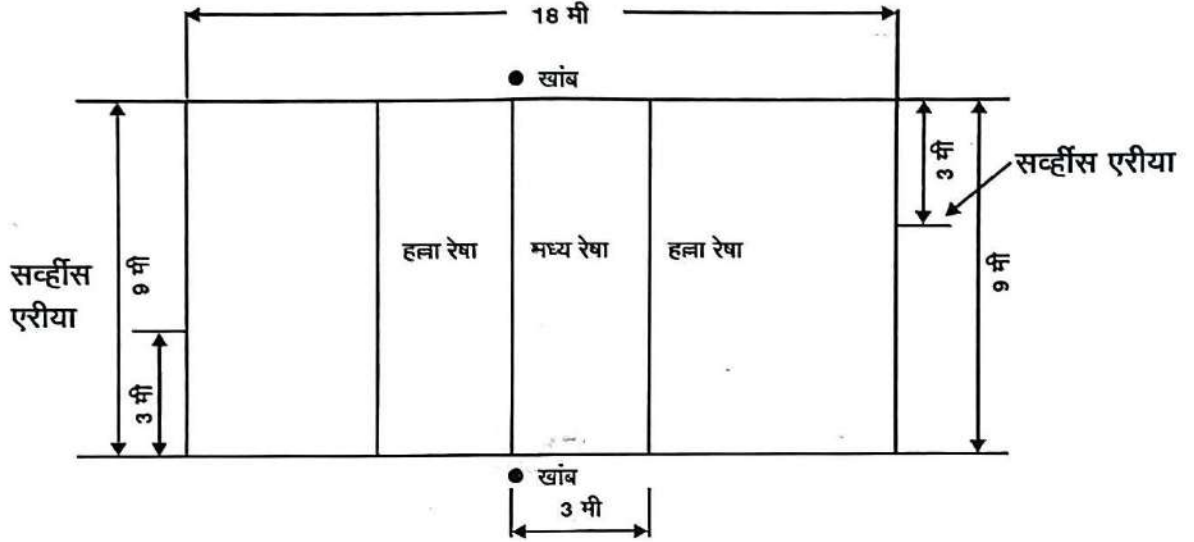 18 मी
खांब
3 मी
सर्व्हीस एरीया
हल्ला रेषा
मध्य रेषा
हल्ला रेषा
9 मी
सर्व्हीस
एरीया
9 मी
3 मी
खांब
3 मी